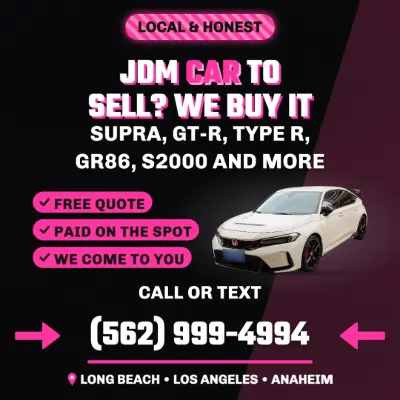 LOCAL & HONEST
JDM CAR TO
SELL? WE BUY IT
SUPRA, GT-R, TYPE R,
GR86, S2000 AND MORE
✓ FREE QUOTE
✓ PAID ON THE SPOT
✓ WE COME TO YOU
CALL OR TEXT
(562) 999-4994
LONG BEACH • LOS ANGELES • ANAHEIM